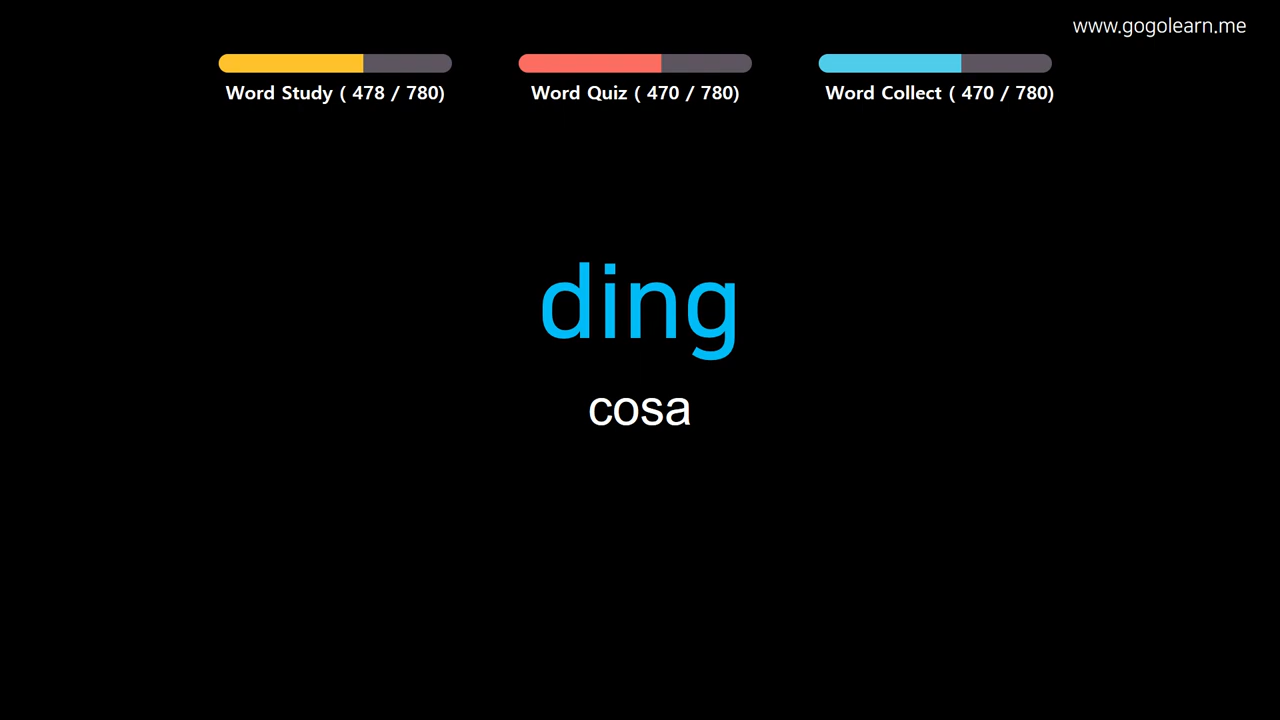 www.gogolearn.me
Word Study ( 478 / 780)
Word Quiz ( 470 / 780)
Word Collect ( 470 / 780)
ding
cosa